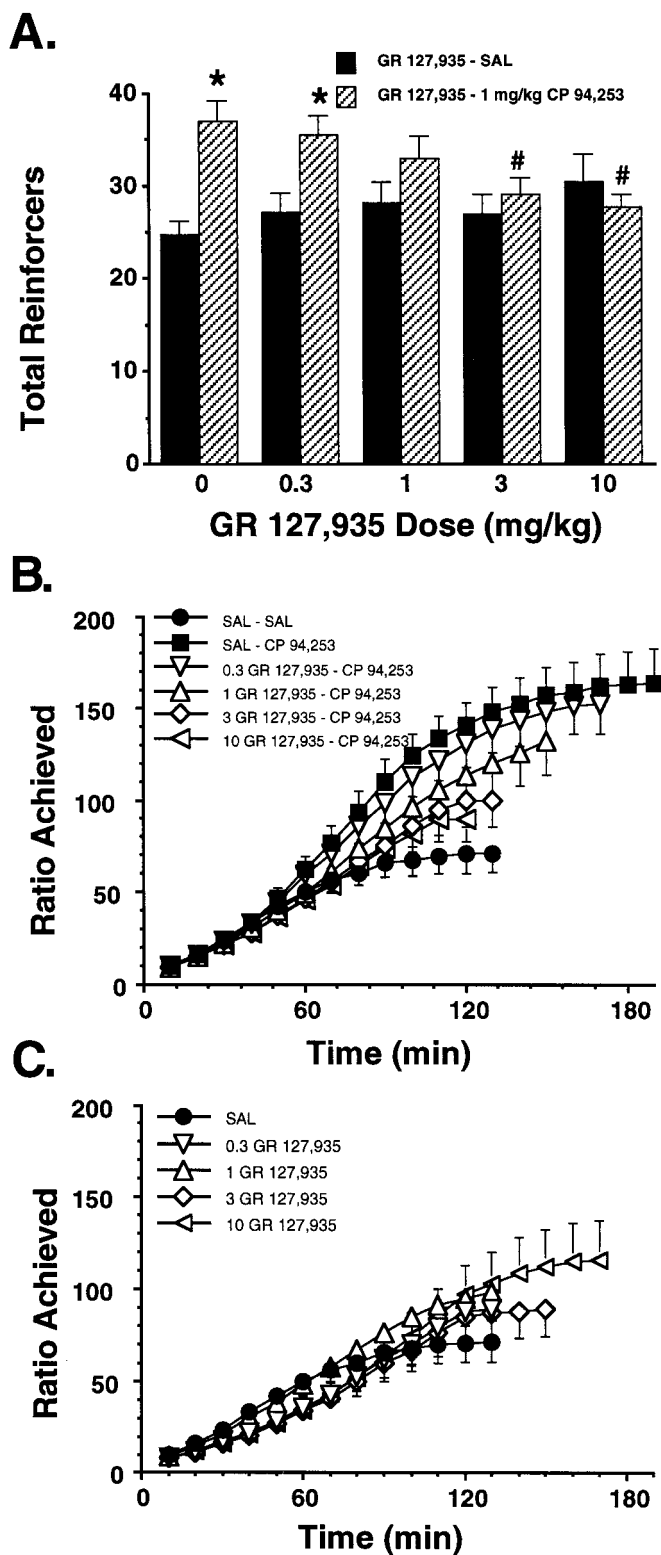 A.
GR 127,935 - SAL
GR 127,935 - 1 mg/kg CP 94,253
40
30
20
10
0
*
*
#
#
Total Reinforcers
0 0.3 1 3 10
GR 127,935 Dose (mg/kg)
B.
200
150
100
50
0
SAL - SAL
SAL - CP 94,253
0.3 GR 127,935 - CP 94,253
1 GR 127,935 - CP 94,253
3 GR 127,935 - CP 94,253
10 GR 127,935 - CP 94,253
Ratio Achieved
0 60 120 180
Time (min)
C.
200
150
100
50
0
SAL
0.3 GR 127,935
1 GR 127,935
3 GR 127,935
10 GR 127,935
Ratio Achieved
0 60 120 180
Time (min)